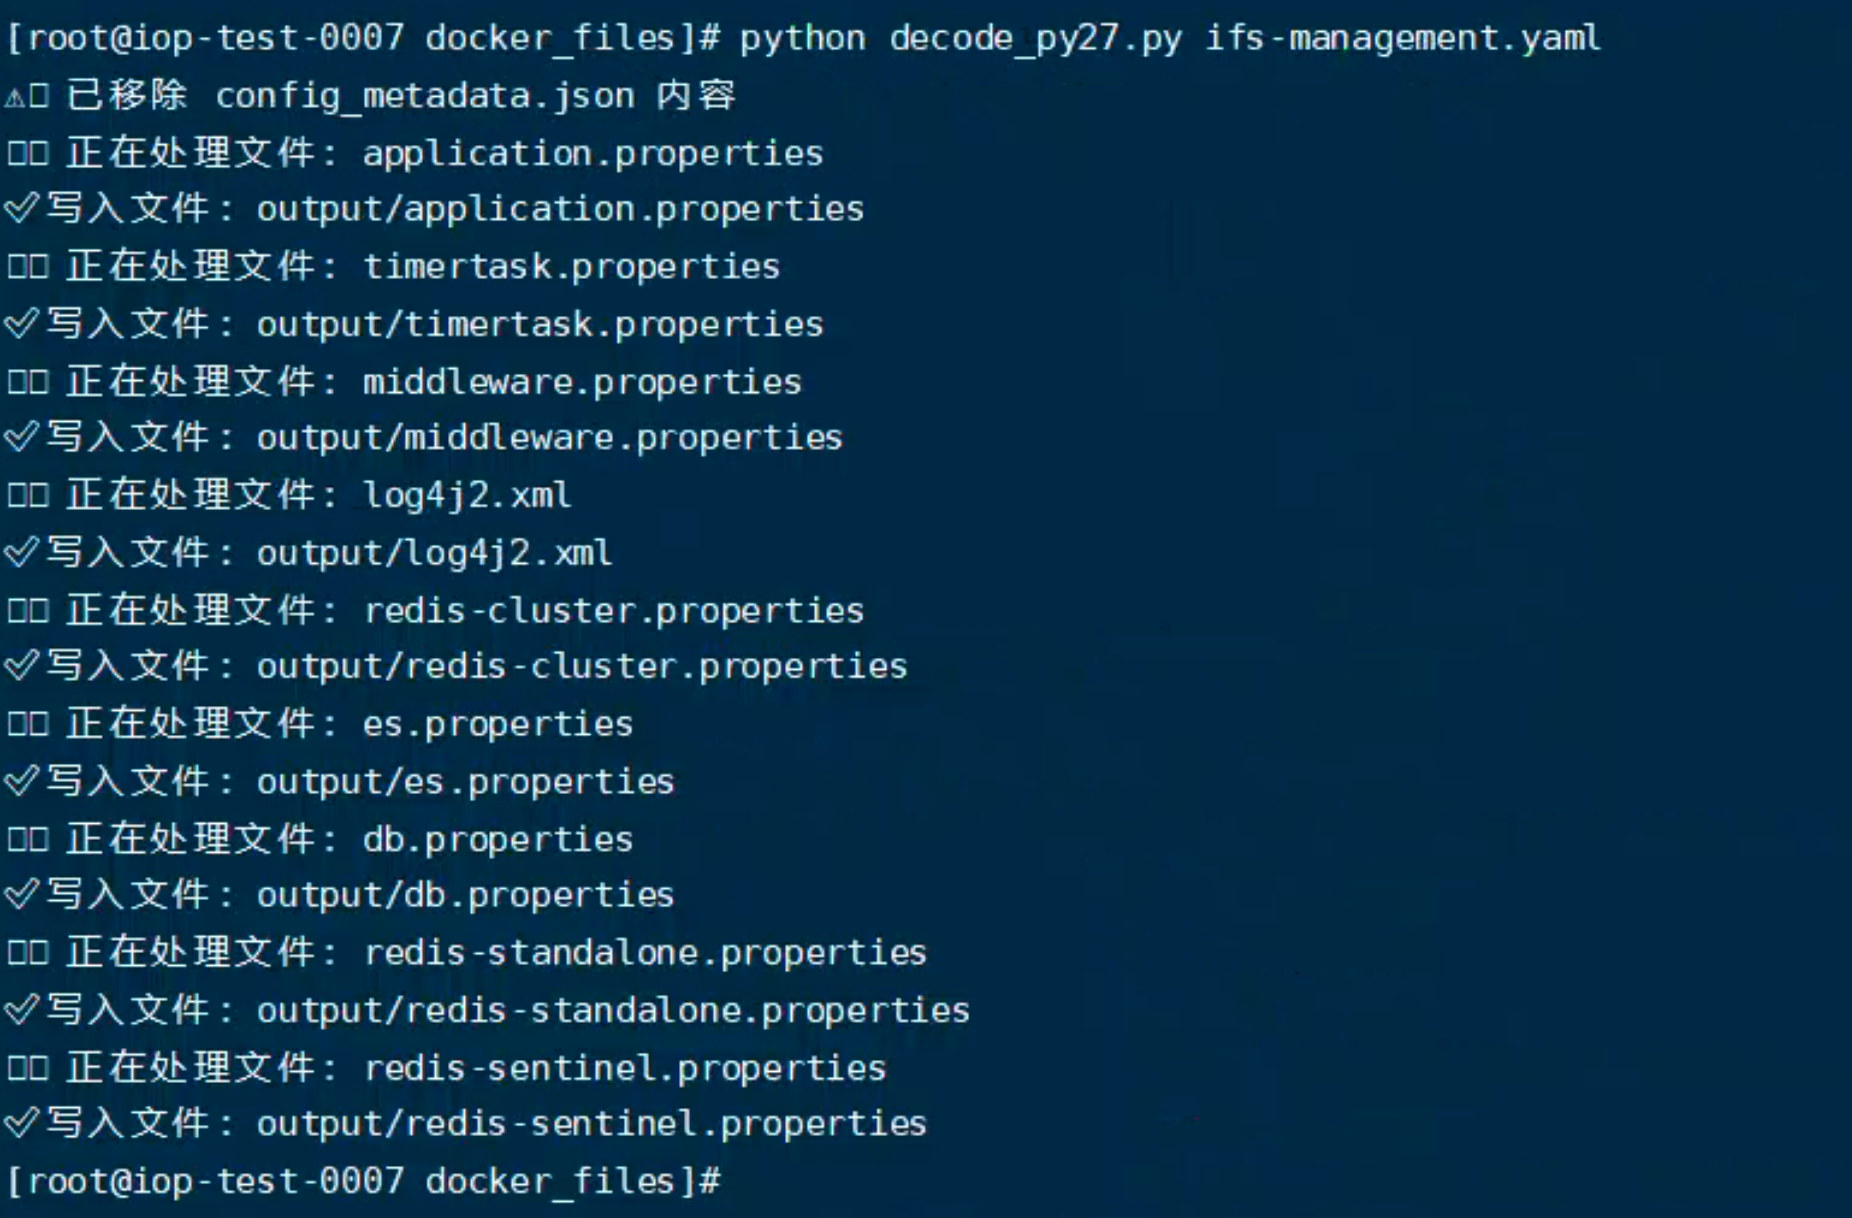 [root@iop-test-0007 docker_files]# python decode_py27.py ifs-management.yaml
⚠□ 已移除 config_metadata.json 内容
□□ 正在处理文件: application.properties
✅写入文件: output/application.properties
□□ 正在处理文件: timertask.properties
✅写入文件: output/timertask.properties
□□ 正在处理文件: middleware.properties
✅写入文件: output/middleware.properties
□□ 正在处理文件: log4j2.xml
✅写入文件: output/log4j2.xml
□□ 正在处理文件: redis-cluster.properties
✅写入文件: output/redis-cluster.properties
□□ 正在处理文件: es.properties
✅写入文件: output/es.properties
□□ 正在处理文件: db.properties
✅写入文件: output/db.properties
□□ 正在处理文件: redis-standalone.properties
✅写入文件: output/redis-standalone.properties
□□ 正在处理文件: redis-sentinel.properties
✅写入文件: output/redis-sentinel.properties
[root@iop-test-0007 docker_files]#